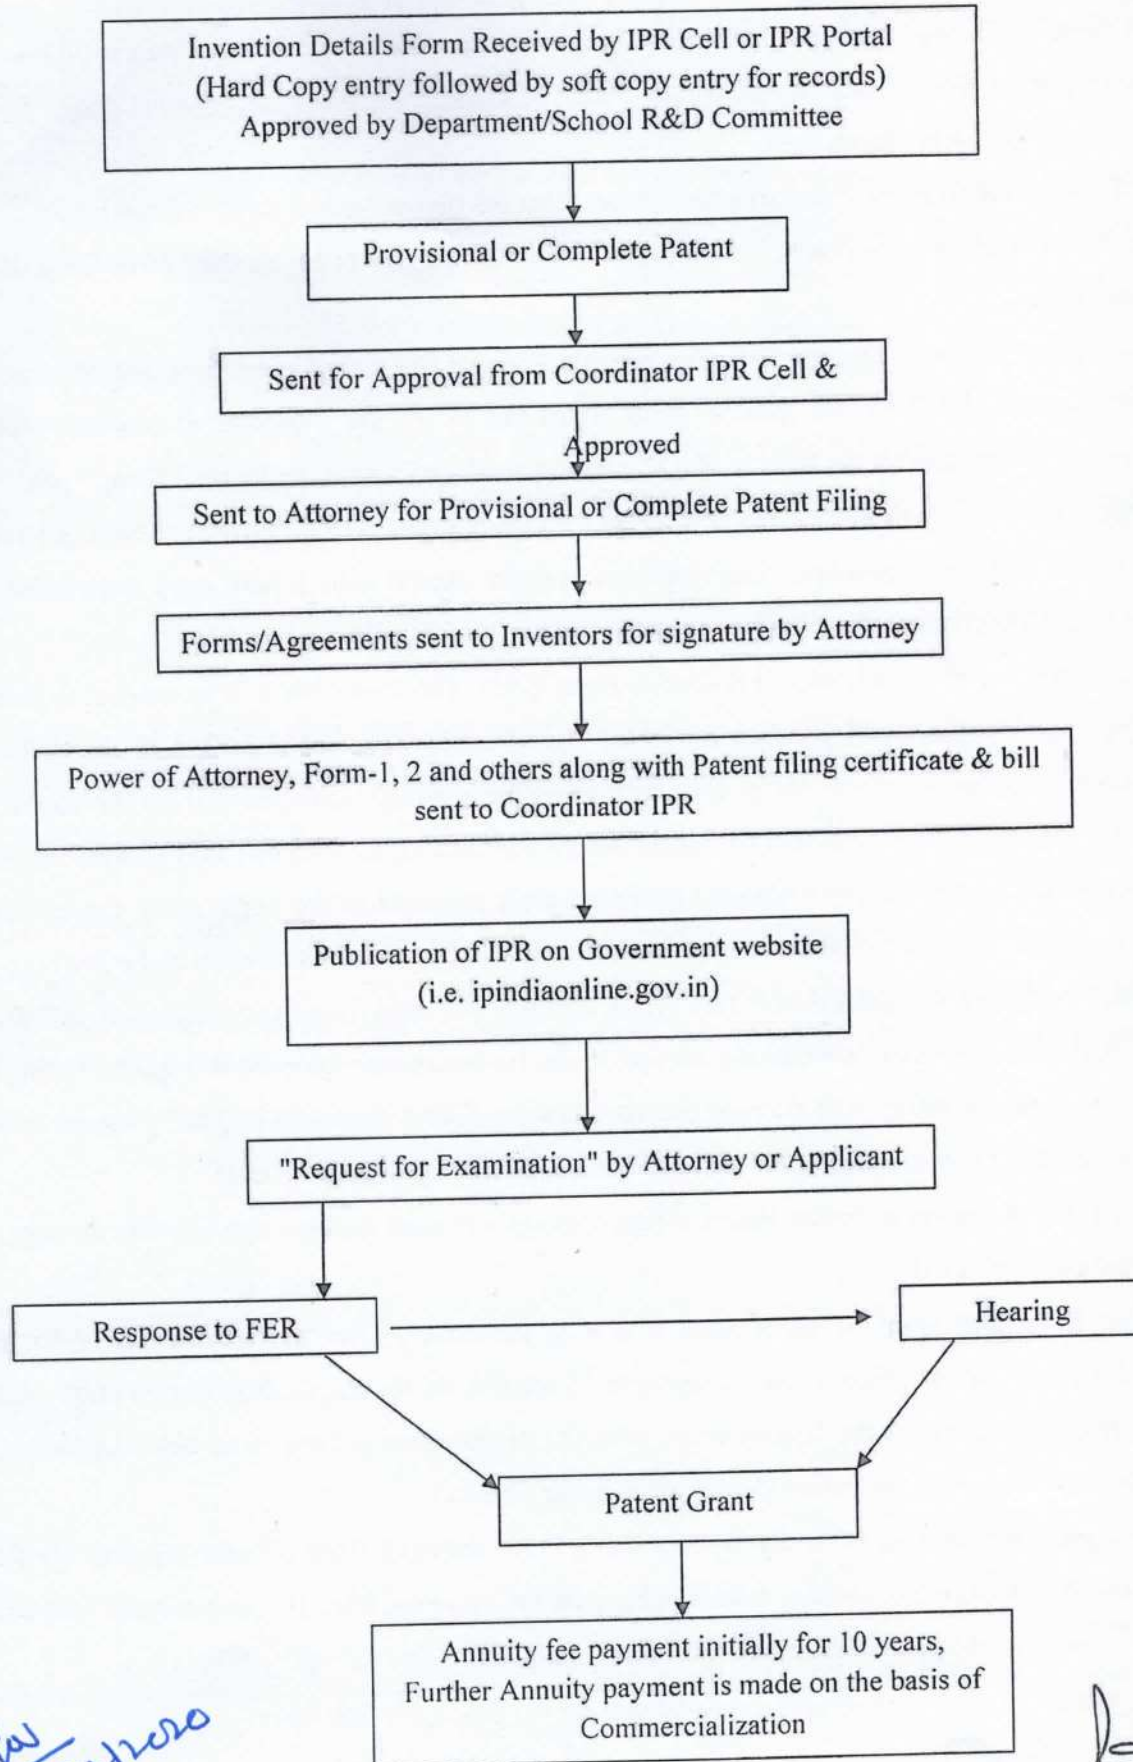 Invention Details Form Received by IPR Cell or IPR Portal
(Hard Copy entry followed by soft copy entry for records)
Approved by Department/School R&D Committee
Provisional or Complete Patent
Sent for Approval from Coordinator IPR Cell &
Approved
Sent to Attorney for Provisional or Complete Patent Filing
Forms/Agreements sent to Inventors for signature by Attorney
Power of Attorney, Form-1, 2 and others along with Patent filing certificate & bill
sent to Coordinator IPR
Publication of IPR on Government website
(i.e. ipindiaonline.gov.in)
"Request for Examination" by Attorney or Applicant
Response to FER
Hearing
Patent Grant
Annuity fee payment initially for 10 years,
Further Annuity payment is made on the basis of
Commercialization